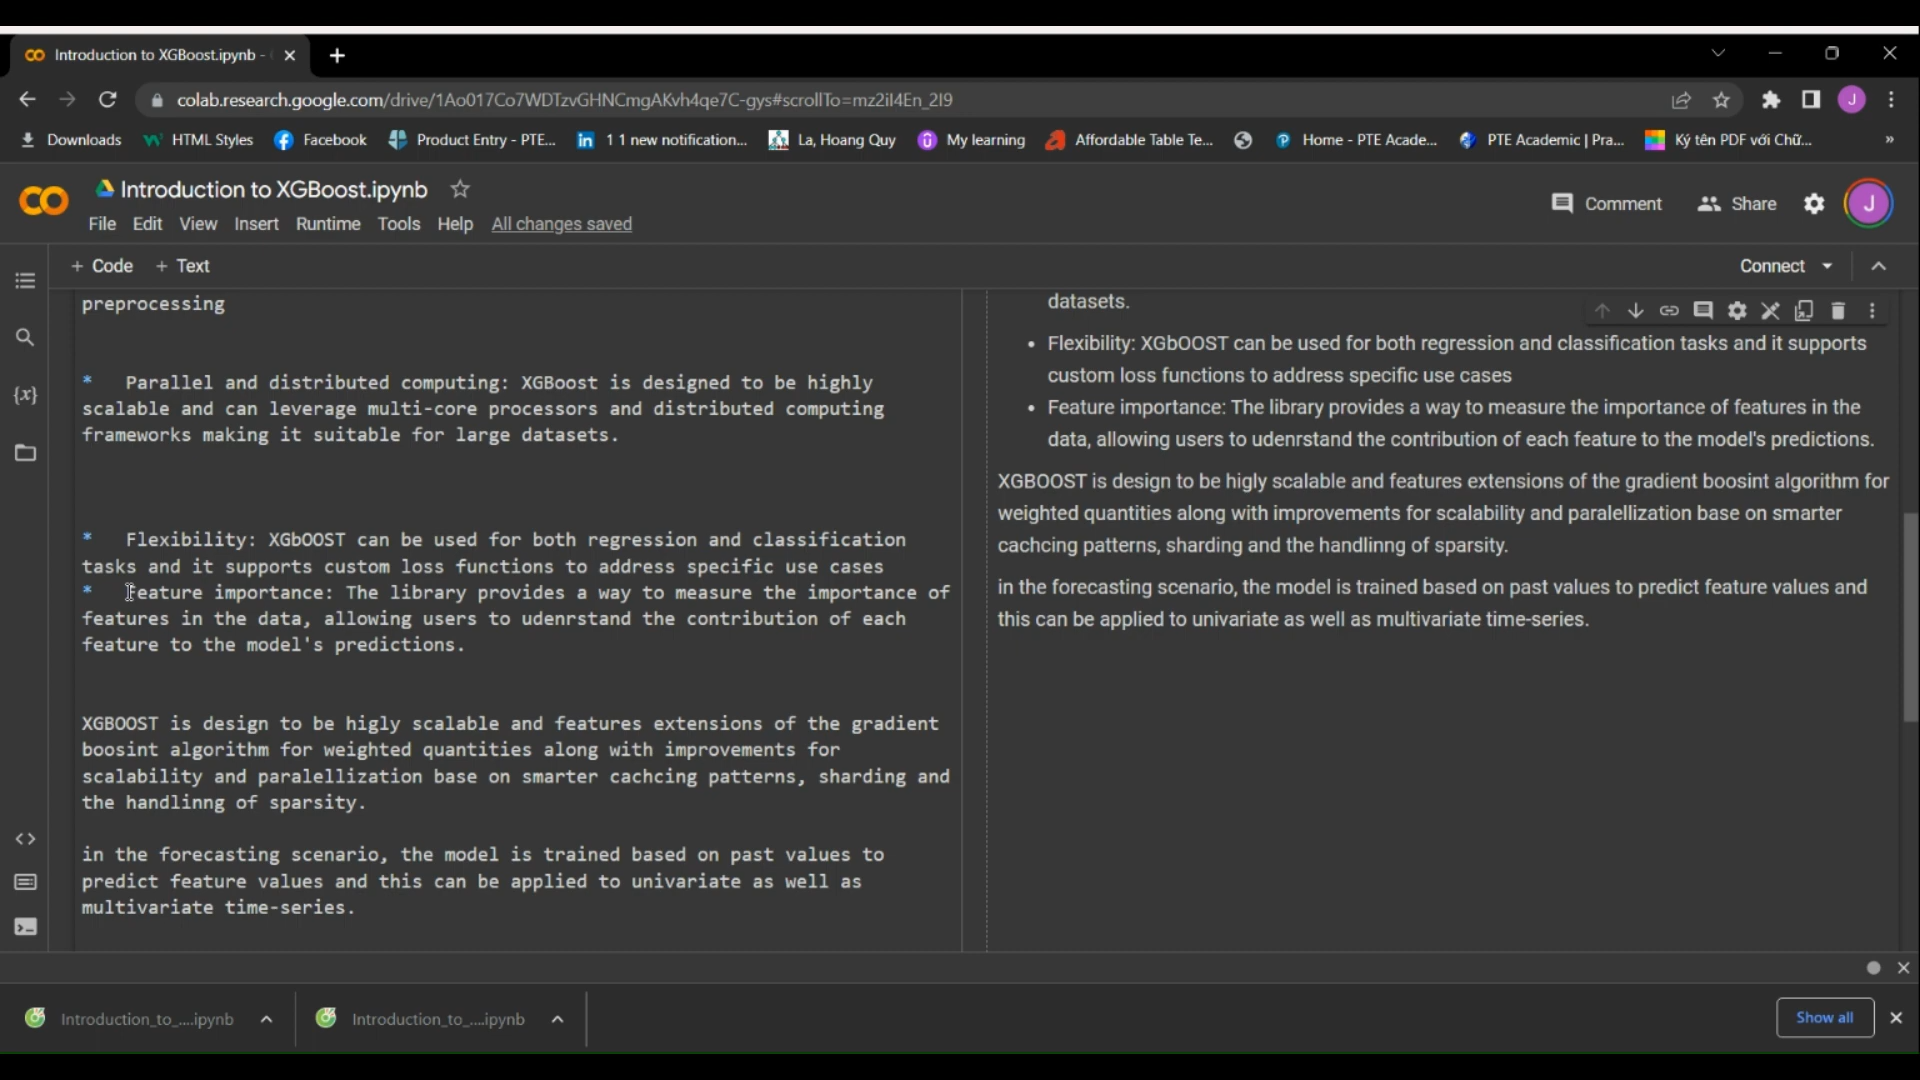 Introduction to XGBoost.ipynb -
colab.research.google.com/drive/1Ao017Co7WDTzvGHNCmgAKvh4qe7C-gys#scrollTo=mz2iI4En_2I9
J
Downloads HTML Styles Facebook Product Entry - PTE... 1 1 new notification... La, Hoang Quy My learning Affordable Table Te... Home - PTE Acade... PTE Academic | Pra... Ký tên PDF với Chữ... »
CO Introduction to XGBoost.ipynb
Comment Share J
File Edit View Insert Runtime Tools Help All changes saved
+ Code + Text
Connect
preprocessing
* Parallel and distributed computing: XGBoost is designed to be highly
scalable and can leverage multi-core processors and distributed computing
frameworks making it suitable for large datasets.
* Flexibility: XGbOOST can be used for both regression and classification
tasks and it supports custom loss functions to address specific use cases
* Feature importance: The library provides a way to measure the importance of
features in the data, allowing users to udenrstand the contribution of each
feature to the model's predictions.
XGBOOST is design to be higly scalable and features extensions of the gradient
boosint algorithm for weighted quantities along with improvements for
scalability and paralellization base on smarter cachcing patterns, sharding and
the handlinng of sparsity.
in the forecasting scenario, the model is trained based on past values to
predict feature values and this can be applied to univariate as well as
multivariate time-series.
datasets.
• Flexibility: XGbOOST can be used for both regression and classification tasks and it supports
custom loss functions to address specific use cases
• Feature importance: The library provides a way to measure the importance of features in the
data, allowing users to udenrstand the contribution of each feature to the model's predictions.
XGBOOST is design to be higly scalable and features extensions of the gradient boosint algorithm for
weighted quantities along with improvements for scalability and paralellization base on smarter
cachcing patterns, sharding and the handlinng of sparsity.
in the forecasting scenario, the model is trained based on past values to predict feature values and
this can be applied to univariate as well as multivariate time-series.
{x}
Introduction_to_....ipynb Introduction_to_....ipynb
Show all